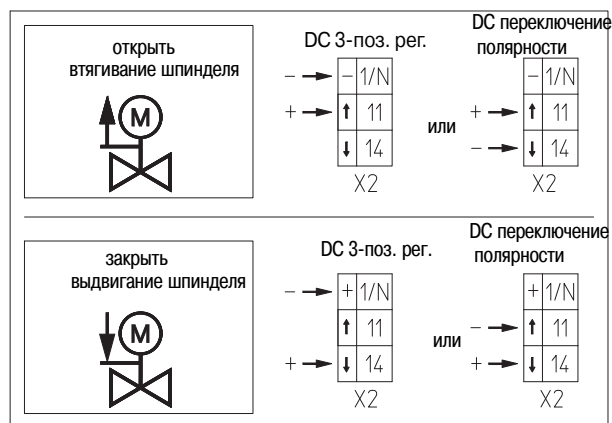 открыть
втягивание шпинделя
M
DC 3-поз. рег.
− → − 1/N
+ → ↑ 11
↓ 14
X2
или
DC переключение
полярности
− 1/N
+ → ↑ 11
− → ↓ 14
X2
закрыть
выдвигание шпинделя
M
DC 3-поз. рег.
− → + 1/N
↑ 11
+ → ↓ 14
X2
или
DC переключение
полярности
+ 1/N
− → ↑ 11
+ → ↓ 14
X2